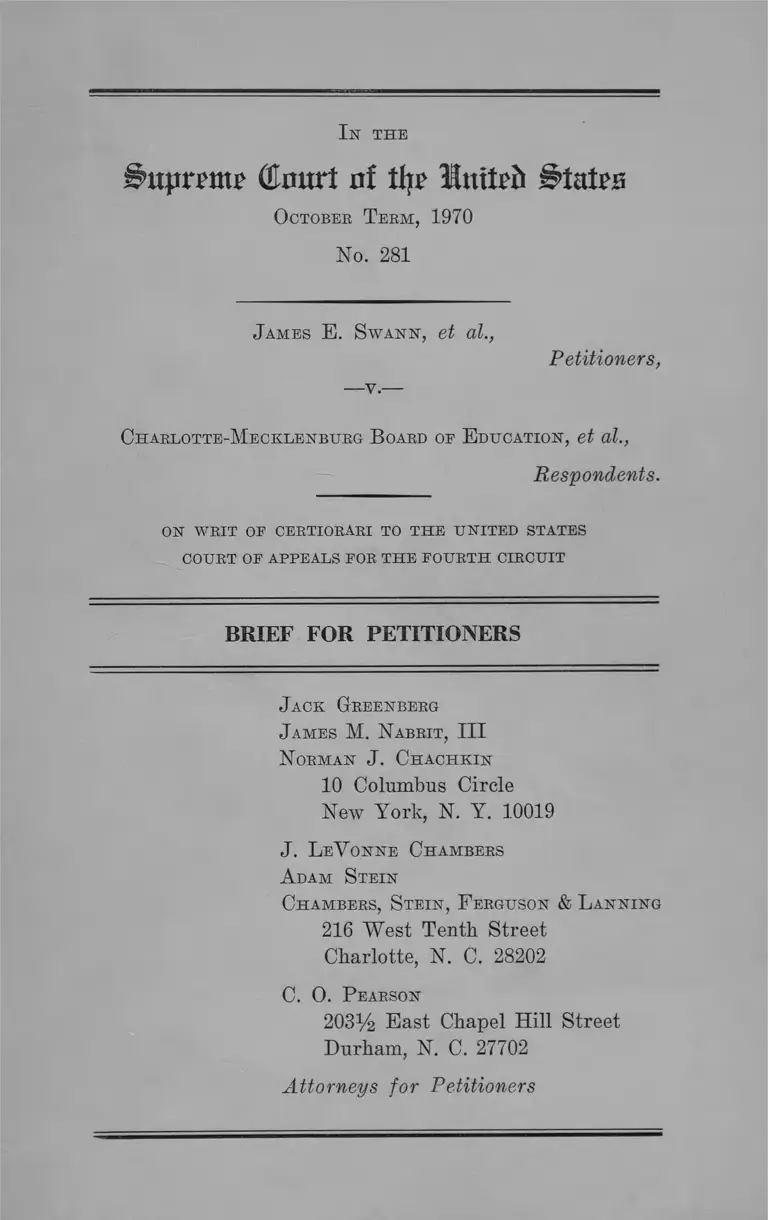 IN THE
Supreme Court of the United States
OCTOBER TERM, 1970
No. 281
JAMES E. SWANN, et al.,
Petitioners,
—v.—
CHARLOTTE-MECKLENBURG BOARD OF EDUCATION, et al.,
Respondents.
ON WRIT OF CERTIORARI TO THE UNITED STATES
COURT OF APPEALS FOR THE FOURTH CIRCUIT
BRIEF FOR PETITIONERS
JACK GREENBERG
JAMES M. NABRIT, III
NORMAN J. CHACHKIN
10 Columbus Circle
New York, N. Y. 10019
J. LEVONNE CHAMBERS
ADAM STEIN
CHAMBERS, STEIN, FERGUSON & LANNING
216 West Tenth Street
Charlotte, N. C. 28202
C. O. PEARSON
203½ East Chapel Hill Street
Durham, N. C. 27702
Attorneys for Petitioners